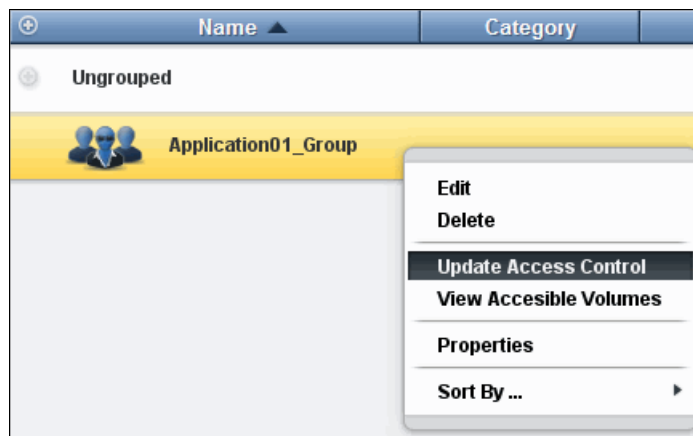 Name Category
Ungrouped
Application01_Group
Edit
Delete
Update Access Control
View Accesible Volumes
Properties
Sort By ...